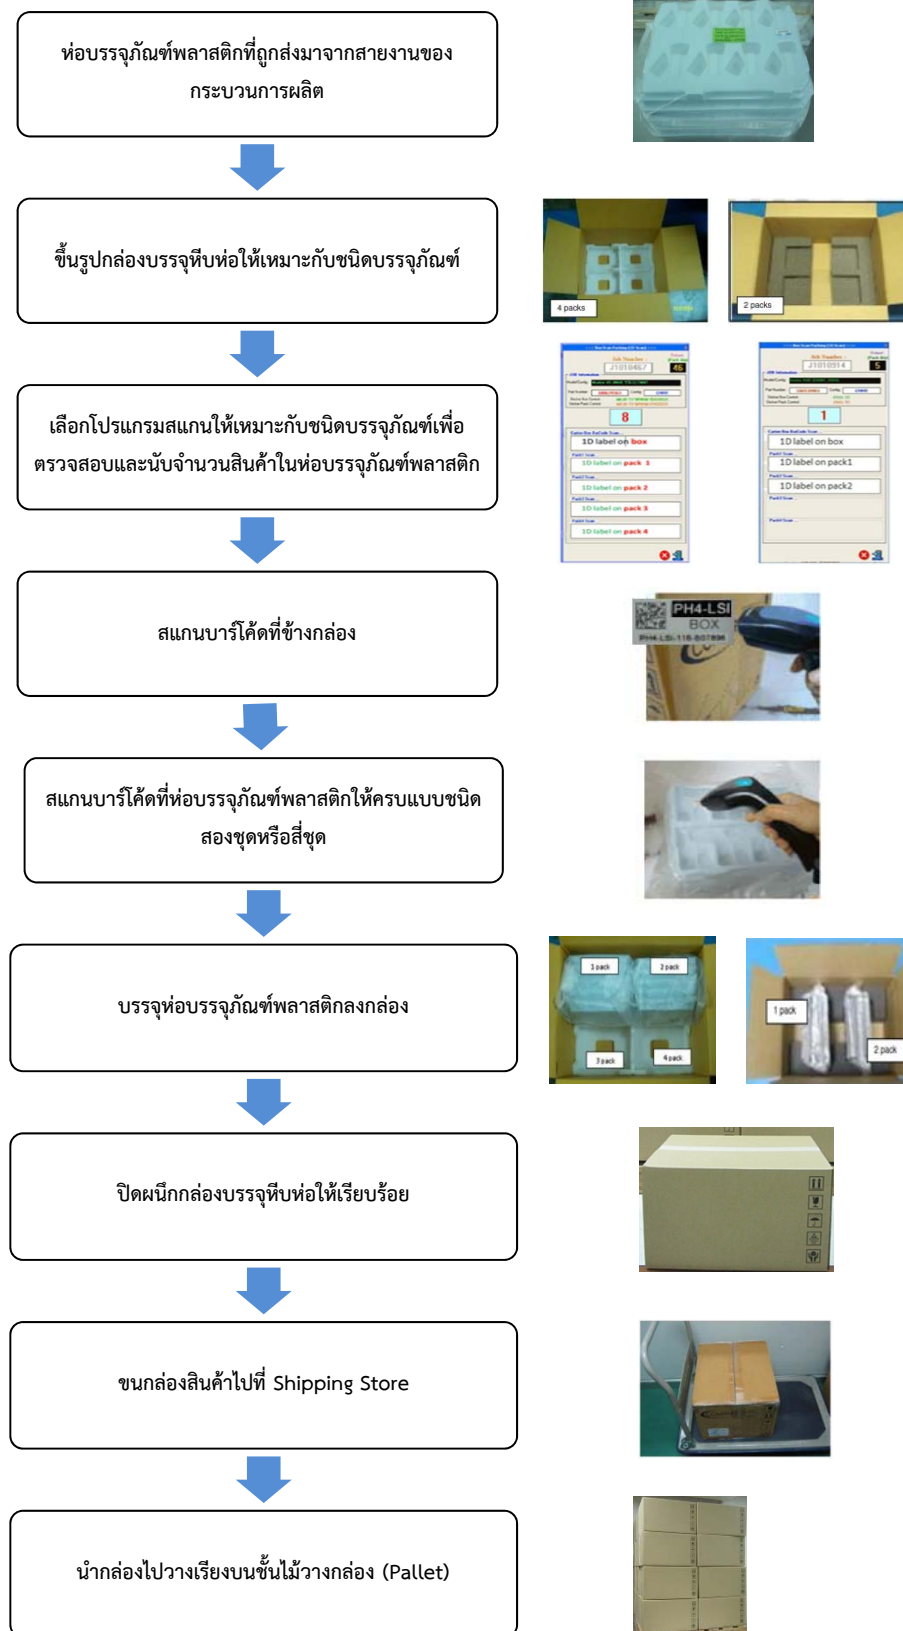 ห่อบรรจุภัณฑ์พลาสติกที่ถูกส่งมาจากสายงานของ
กระบวนการผลิต
ขึ้นรูปกล่องบรรจุหีบห่อให้เหมาะกับชนิดบรรจุภัณฑ์
4 packs
2 packs
เลือกโปรแกรมสแกนให้เหมาะกับชนิดบรรจุภัณฑ์เพื่อ
ตรวจสอบและนับจำนวนสินค้าในห่อบรรจุภัณฑ์พลาสติก
Job Number :
J1010467
46
8
1D label on box
1D label on pack 1
1D label on pack 2
1D label on pack 3
1D label on pack 4
Job Number :
J1010914
5
1
1D label on box
1D label on pack1
1D label on pack2
สแกนบาร์โค้ดที่ข้างกล่อง
PH4-LSI
BOX
สแกนบาร์โค้ดที่ห่อบรรจุภัณฑ์พลาสติกให้ครบแบบชนิด
สองชุดหรือสี่ชุด
บรรจุห่อบรรจุภัณฑ์พลาสติกลงกล่อง
1 pack
2 pack
3 pack
4 pack
1 pack
2 pack
ปิดผนึกกล่องบรรจุหีบห่อให้เรียบร้อย
ขนกล่องสินค้าไปที่ Shipping Store
นำกล่องไปวางเรียงบนชั้นไม้วางกล่อง (Pallet)